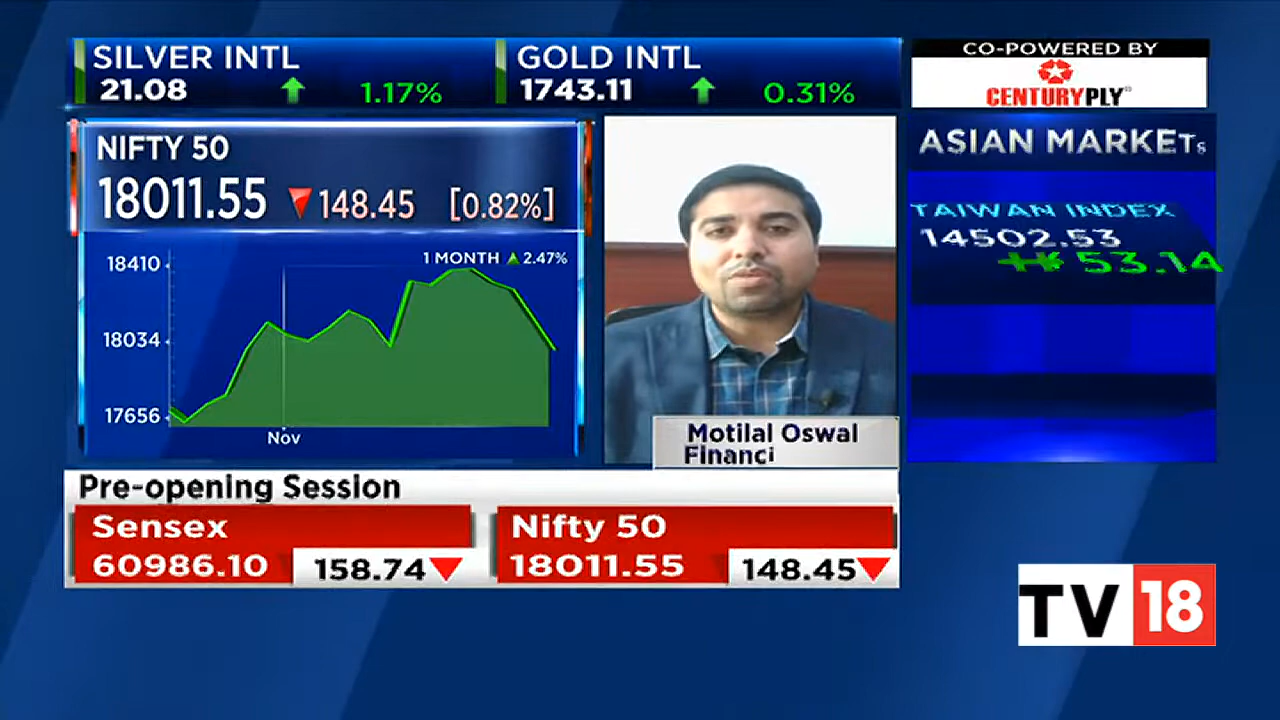 SILVER INTL
21.08 1.17%
GOLD INTL
1743.11 0.31%
CO-POWERED BY
CENTURYPLY
NIFTY 50
18011.55 148.45 [0.82%]
1 MONTH 2.47%
18410
18034
17656
Nov
Motilal Oswal
Financi
ASIAN MARKETs
TAIWAN INDEX
14502.53
53.14
Pre-opening Session
Sensex
60986.10 158.74
Nifty 50
18011.55 148.45
TV18